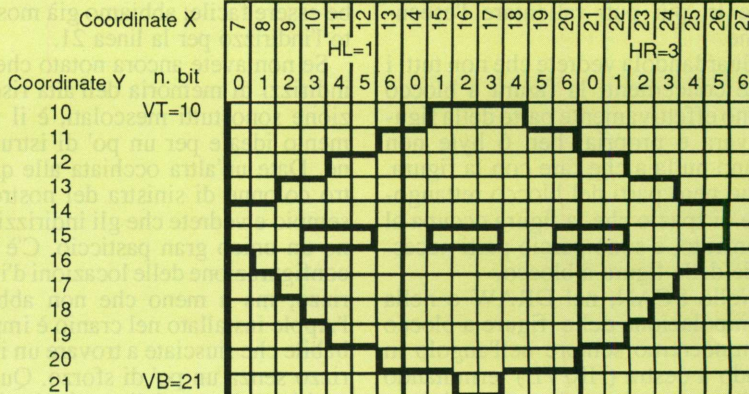 Coordinate X 7 8 9 10 11 12 13 14 15 16 17 18 19 20 21 22 23 24 25 26 27
HL=1 HR=3
Coordinate Y n. bit 0 1 2 3 4 5 6 0 1 2 3 4 5 6 0 1 2 3 4 5 6
10 VT=10
11
12
13
14
15
16
17
18
19
20
21 VB=21